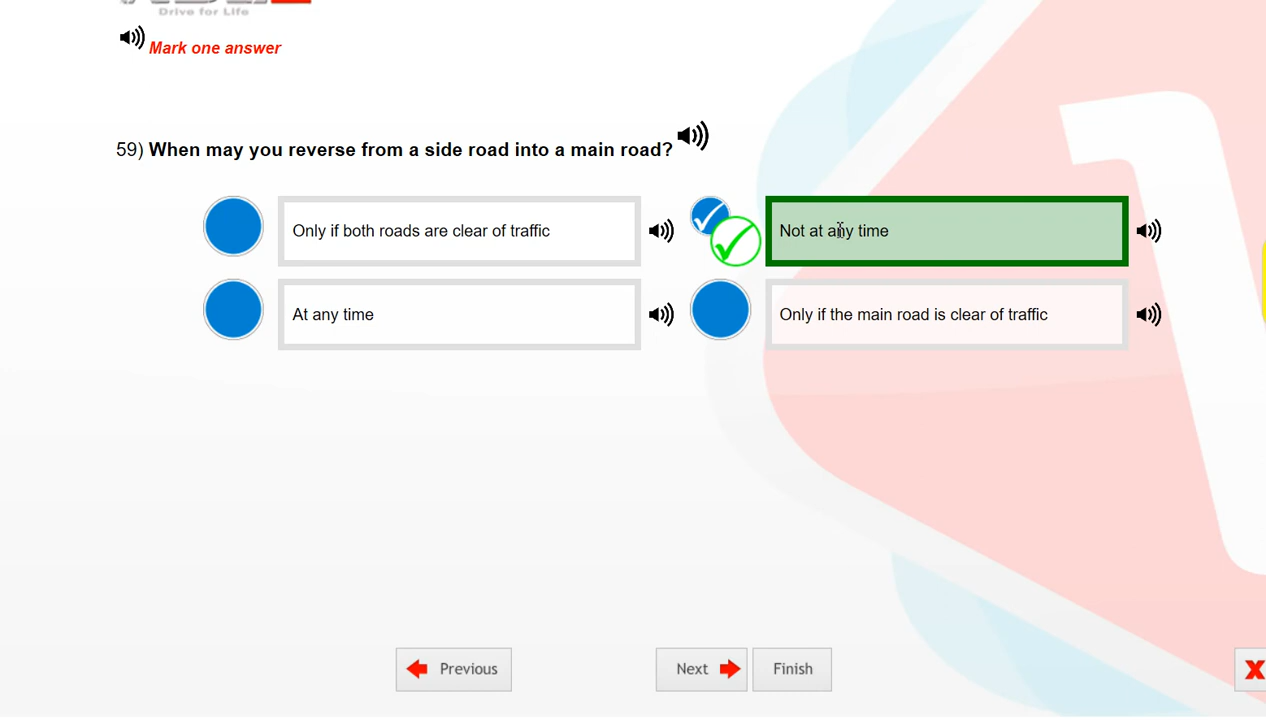 Drive for Life
Mark one answer
59) When may you reverse from a side road into a main road?
Only if both roads are clear of traffic
Not at any time
At any time
Only if the main road is clear of traffic
Previous
Next
Finish
X